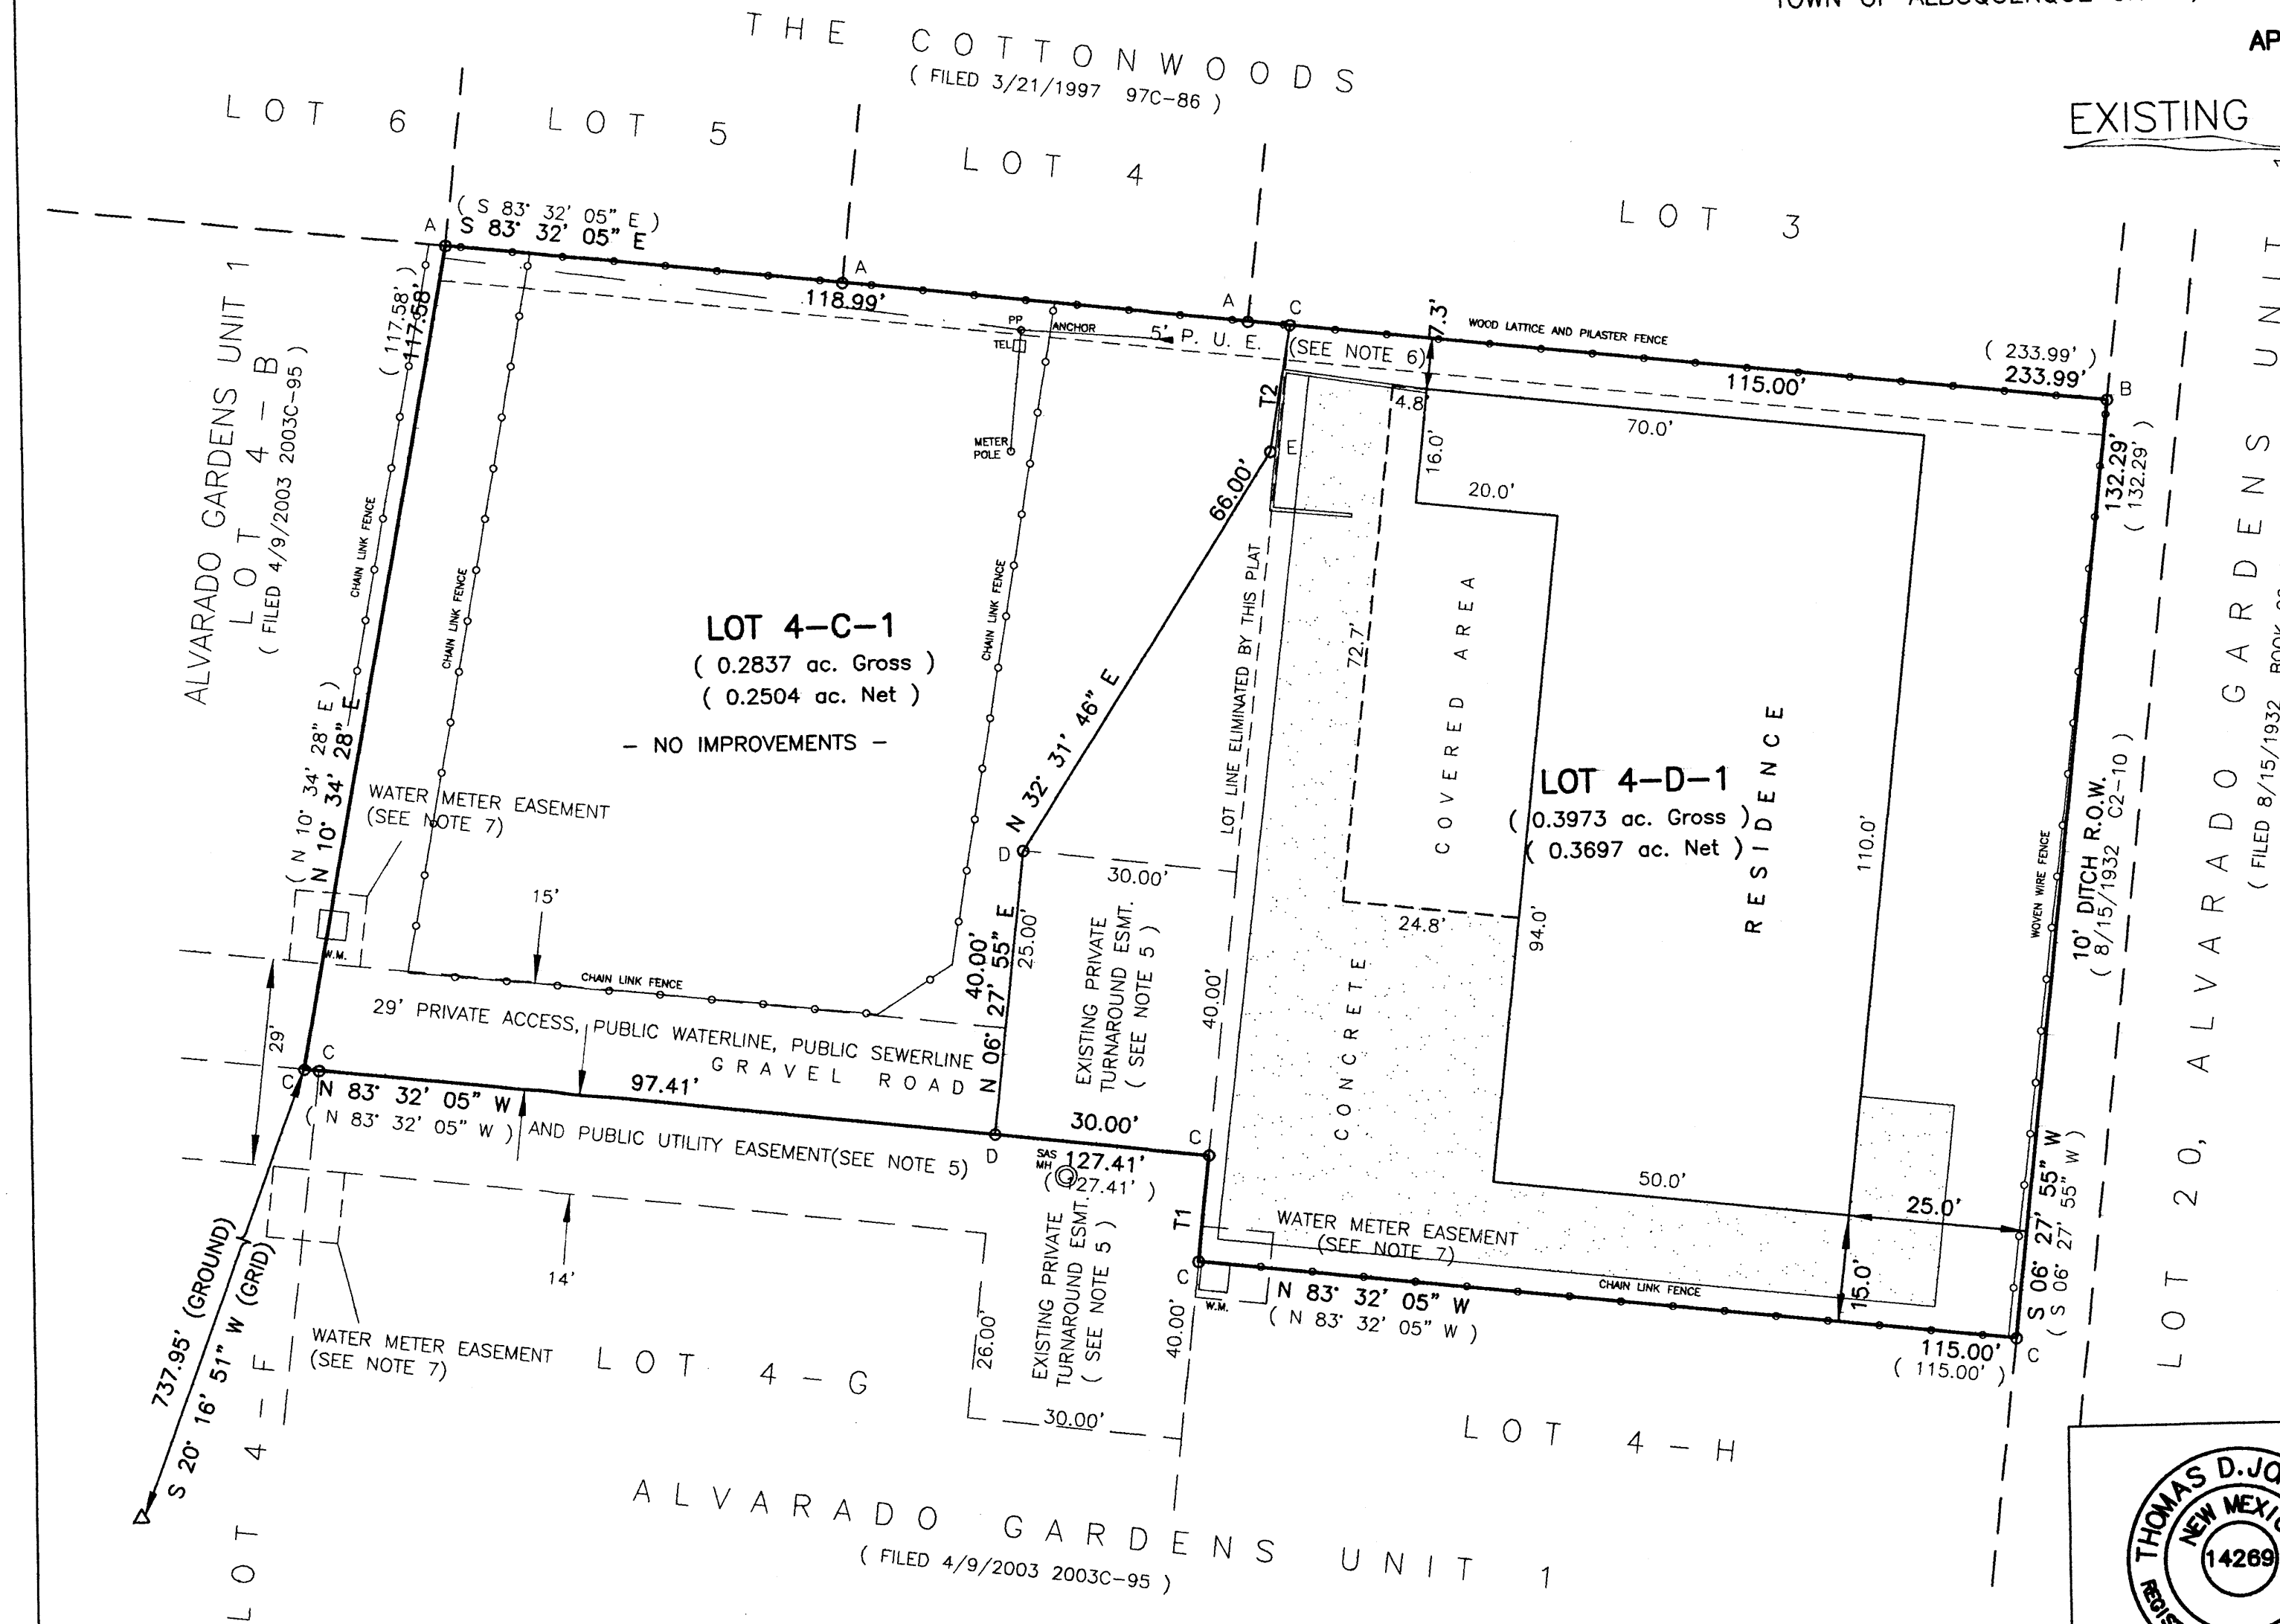 THE COTTONWOODS
( FILED 3/21/1997 97C-86 )
EXISTING
LOT 6
LOT 5
LOT 4
LOT 3
( S 83° 32' 05" E )
S 83° 32' 05" E
A
A
A
C
B
118.99'
PP
ANCHOR
TEL
5' P. U. E.
(SEE NOTE 6)
7.3'
WOOD LATTICE AND PILASTER FENCE
( 233.99' )
233.99'
115.00'
METER
POLE
T2
E
4.8'
16.0'
70.0'
20.0'
132.29'
( 132.29' )
( 117.58' )
117.58'
ALVARADO GARDENS UNIT 1
LOT 4-B
( FILED 4/9/2003 2003C-95 )
CHAIN LINK FENCE
CHAIN LINK FENCE
CHAIN LINK FENCE
( N 10° 34' 28" E )
N 10° 34' 28" E
LOT 4-C-1
( 0.2837 ac. Gross )
( 0.2504 ac. Net )
- NO IMPROVEMENTS -
66.00'
N 32° 31' 46" E
LOT LINE ELIMINATED BY THIS PLAT
72.7'
COVERED AREA
LOT 4-D-1
( 0.3973 ac. Gross )
( 0.3697 ac. Net )
RESIDENCE
110.0'
94.0'
24.8'
CONCRETE
WOVEN WIRE FENCE
10' DITCH R.O.W.
( 8/15/1932 C2-10 )
LOT 20, ALVARADO GARDENS UNIT
WATER METER EASEMENT
(SEE NOTE 7)
W.M.
15'
CHAIN LINK FENCE
29'
29' PRIVATE ACCESS, PUBLIC WATERLINE, PUBLIC SEWERLINE
GRAVEL ROAD
AND PUBLIC UTILITY EASEMENT(SEE NOTE 5)
D
30.00'
25.00'
40.00'
N 06° 27' 55" E
EXISTING PRIVATE
TURNAROUND ESMT.
( SEE NOTE 5 )
40.00'
C
C
97.41'
N 83° 32' 05" W
( N 83° 32' 05" W )
D
30.00'
C
SAS
MH
127.41'
( 127.41' )
T1
C
W.M.
WATER METER EASEMENT
(SEE NOTE 7)
50.0'
25.0'
15.0'
CHAIN LINK FENCE
N 83° 32' 05" W
( N 83° 32' 05" W )
S 06° 27' 55" W
( S 06° 27' 55" W )
115.00'
( 115.00' )
C
14'
26.00'
EXISTING PRIVATE
TURNAROUND ESMT.
( SEE NOTE 5 )
30.00'
40.00'
737.95' (GROUND)
S 20° 16' 51" W (GRID)
WATER METER EASEMENT
(SEE NOTE 7)
LOT 4-F
LOT 4-G
LOT 4-H
ALVARADO GARDENS UNIT 1
( FILED 4/9/2003 2003C-95 )
THOMAS D.
NEW
14269